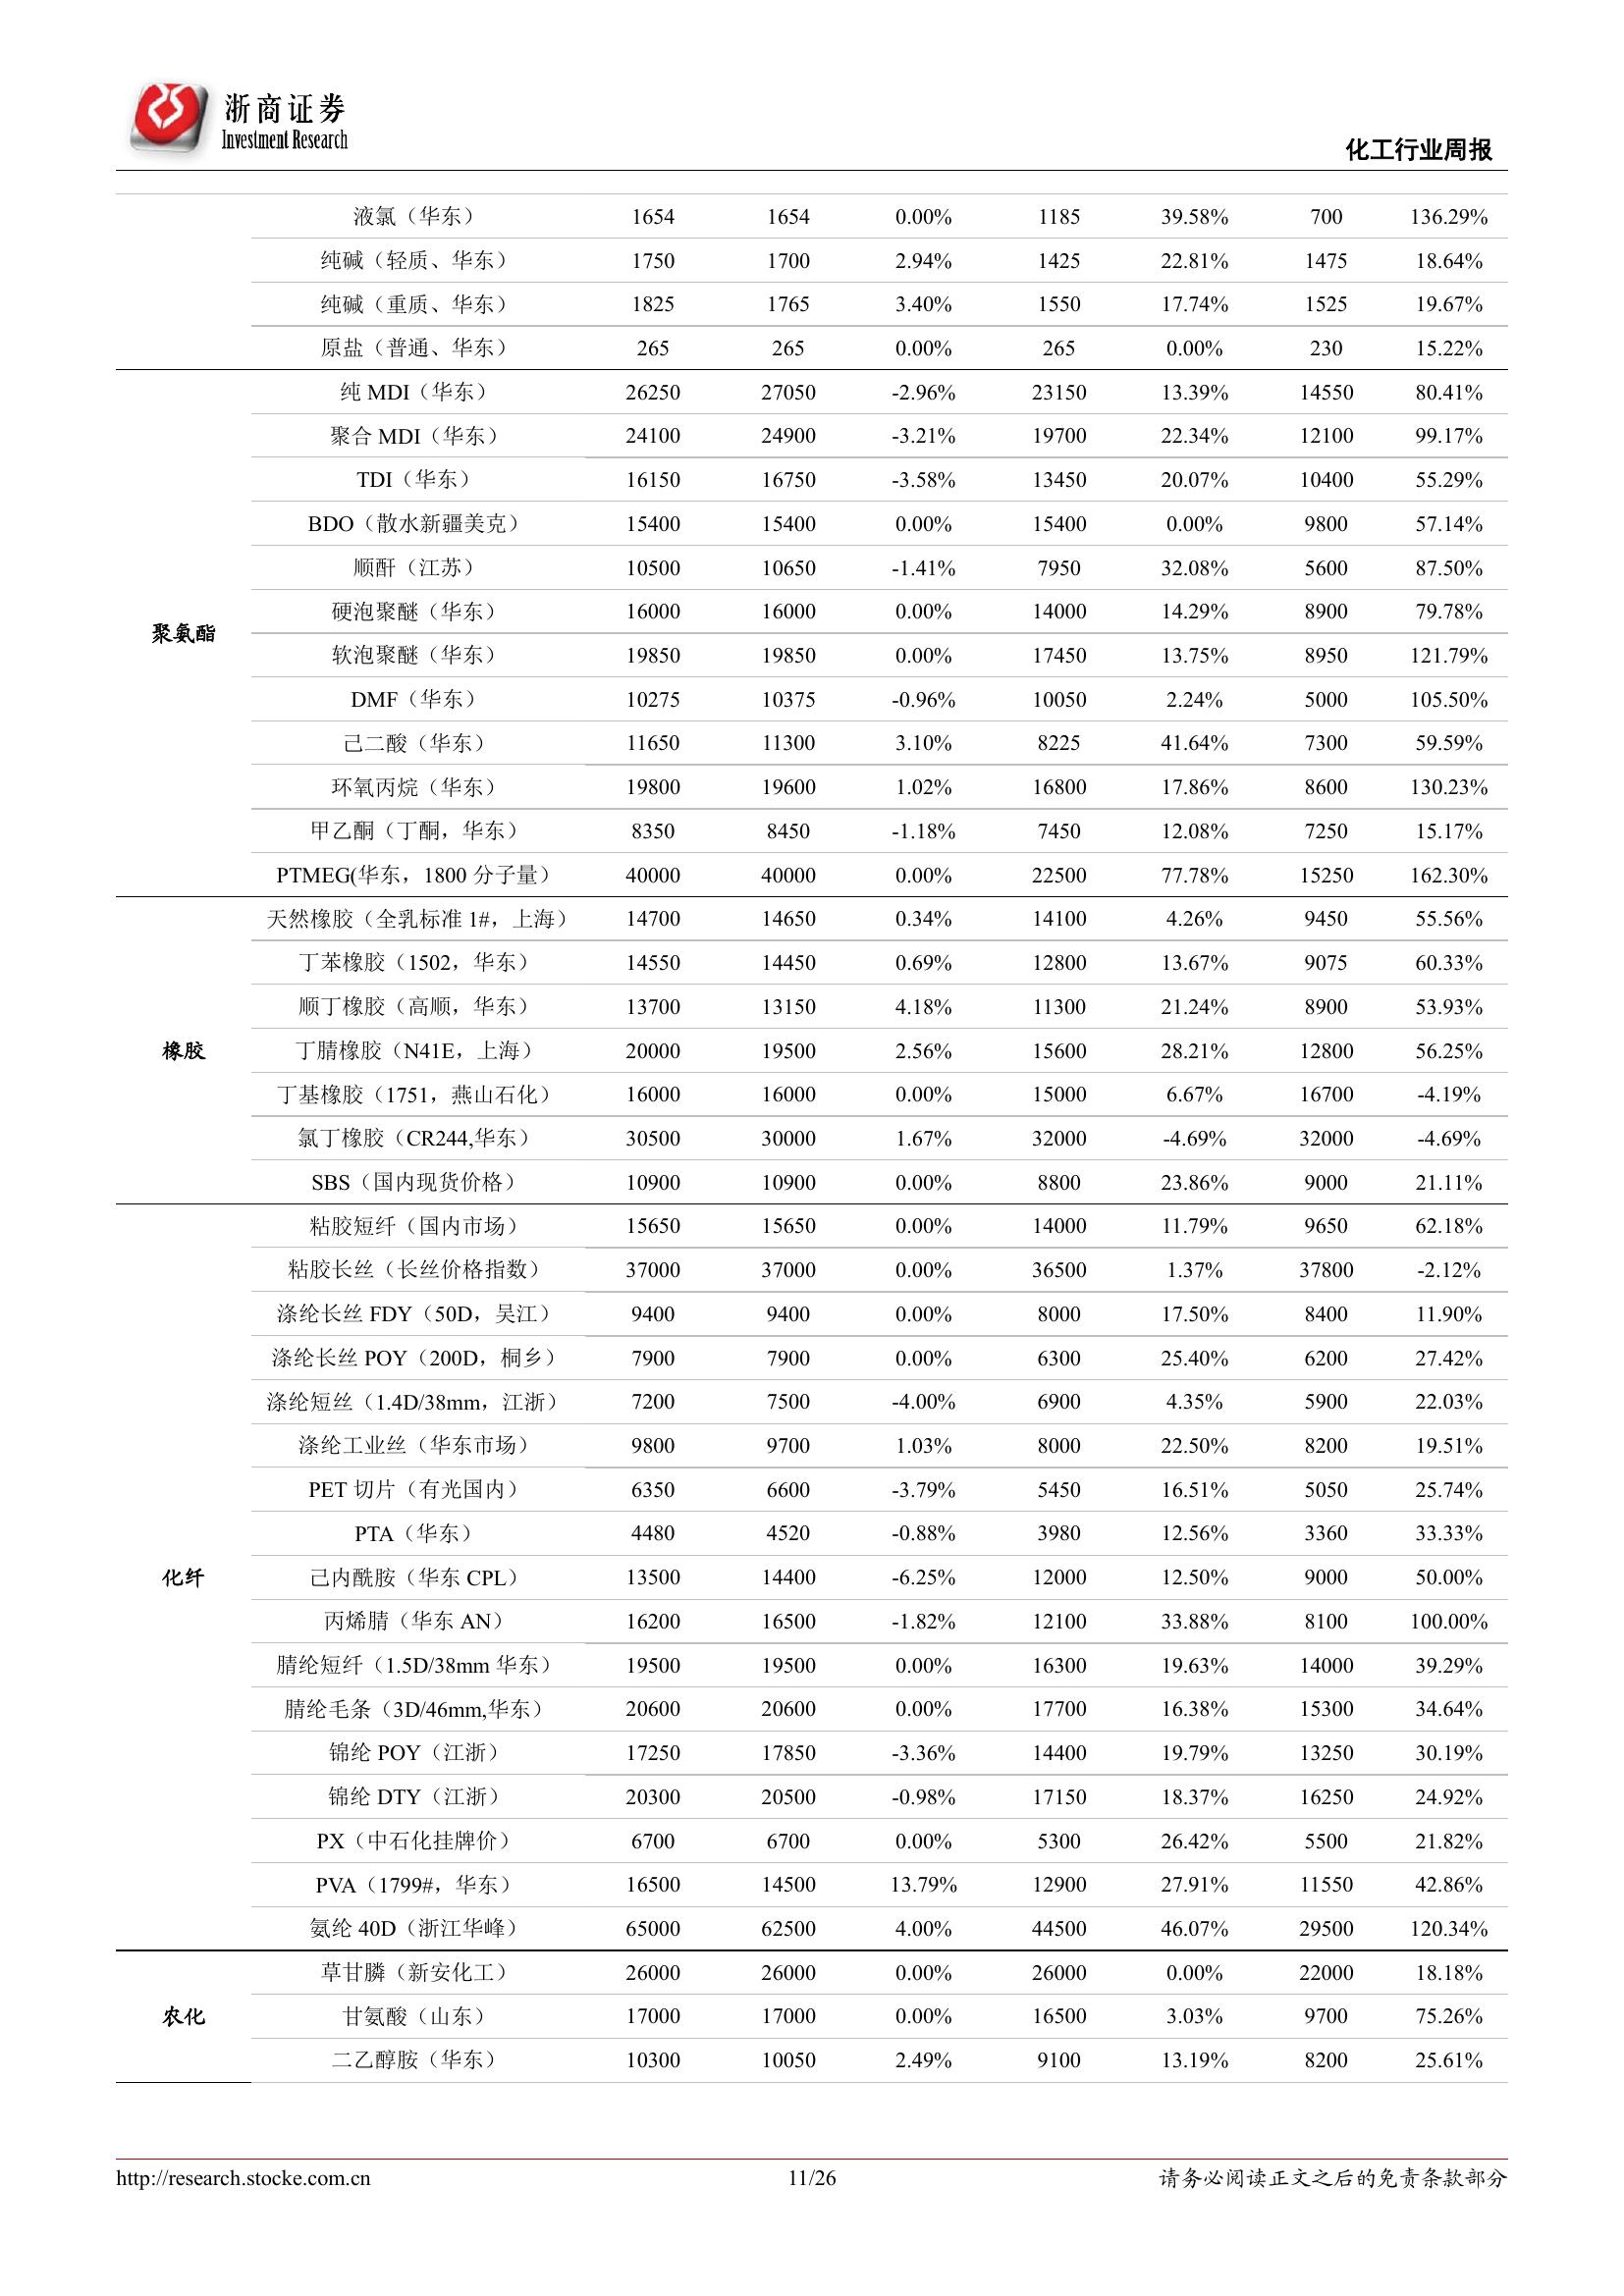 浙商证券
Investment Research
化工行业周报
液氯（华东） 1654 1654 0.00% 1185 39.58% 700 136.29%
纯碱（轻质、华东） 1750 1700 2.94% 1425 22.81% 1475 18.64%
纯碱（重质、华东） 1825 1765 3.40% 1550 17.74% 1525 19.67%
原盐（普通、华东） 265 265 0.00% 265 0.00% 230 15.22%
纯 MDI（华东） 26250 27050 -2.96% 23150 13.39% 14550 80.41%
聚合 MDI（华东） 24100 24900 -3.21% 19700 22.34% 12100 99.17%
TDI（华东） 16150 16750 -3.58% 13450 20.07% 10400 55.29%
BDO（散水新疆美克） 15400 15400 0.00% 15400 0.00% 9800 57.14%
顺酐（江苏） 10500 10650 -1.41% 7950 32.08% 5600 87.50%
硬泡聚醚（华东） 16000 16000 0.00% 14000 14.29% 8900 79.78%
聚氨酯
软泡聚醚（华东） 19850 19850 0.00% 17450 13.75% 8950 121.79%
DMF（华东） 10275 10375 -0.96% 10050 2.24% 5000 105.50%
己二酸（华东） 11650 11300 3.10% 8225 41.64% 7300 59.59%
环氧丙烷（华东） 19800 19600 1.02% 16800 17.86% 8600 130.23%
甲乙酮（丁酮，华东） 8350 8450 -1.18% 7450 12.08% 7250 15.17%
PTMEG(华东，1800 分子量） 40000 40000 0.00% 22500 77.78% 15250 162.30%
天然橡胶（全乳标准 1#，上海） 14700 14650 0.34% 14100 4.26% 9450 55.56%
丁苯橡胶（1502，华东） 14550 14450 0.69% 12800 13.67% 9075 60.33%
顺丁橡胶（高顺，华东） 13700 13150 4.18% 11300 21.24% 8900 53.93%
橡胶 丁腈橡胶（N41E，上海） 20000 19500 2.56% 15600 28.21% 12800 56.25%
丁基橡胶（1751，燕山石化） 16000 16000 0.00% 15000 6.67% 16700 -4.19%
氯丁橡胶（CR244,华东） 30500 30000 1.67% 32000 -4.69% 32000 -4.69%
SBS（国内现货价格） 10900 10900 0.00% 8800 23.86% 9000 21.11%
粘胶短纤（国内市场） 15650 15650 0.00% 14000 11.79% 9650 62.18%
粘胶长丝（长丝价格指数） 37000 37000 0.00% 36500 1.37% 37800 -2.12%
涤纶长丝 FDY（50D，吴江） 9400 9400 0.00% 8000 17.50% 8400 11.90%
涤纶长丝 POY（200D，桐乡） 7900 7900 0.00% 6300 25.40% 6200 27.42%
涤纶短丝（1.4D/38mm，江浙） 7200 7500 -4.00% 6900 4.35% 5900 22.03%
涤纶工业丝（华东市场） 9800 9700 1.03% 8000 22.50% 8200 19.51%
PET 切片（有光国内） 6350 6600 -3.79% 5450 16.51% 5050 25.74%
PTA（华东） 4480 4520 -0.88% 3980 12.56% 3360 33.33%
化纤 己内酰胺（华东 CPL） 13500 14400 -6.25% 12000 12.50% 9000 50.00%
丙烯腈（华东 AN） 16200 16500 -1.82% 12100 33.88% 8100 100.00%
腈纶短纤（1.5D/38mm 华东） 19500 19500 0.00% 16300 19.63% 14000 39.29%
腈纶毛条（3D/46mm,华东） 20600 20600 0.00% 17700 16.38% 15300 34.64%
锦纶 POY（江浙） 17250 17850 -3.36% 14400 19.79% 13250 30.19%
锦纶 DTY（江浙） 20300 20500 -0.98% 17150 18.37% 16250 24.92%
PX（中石化挂牌价） 6700 6700 0.00% 5300 26.42% 5500 21.82%
PVA（1799#，华东） 16500 14500 13.79% 12900 27.91% 11550 42.86%
氨纶 40D（浙江华峰） 65000 62500 4.00% 44500 46.07% 29500 120.34%
草甘膦（新安化工） 26000 26000 0.00% 26000 0.00% 22000 18.18%
农化 甘氨酸（山东） 17000 17000 0.00% 16500 3.03% 9700 75.26%
二乙醇胺（华东） 10300 10050 2.49% 9100 13.19% 8200 25.61%
http://research.stocke.com.cn 11/26 请务必阅读正文之后的免责条款部分